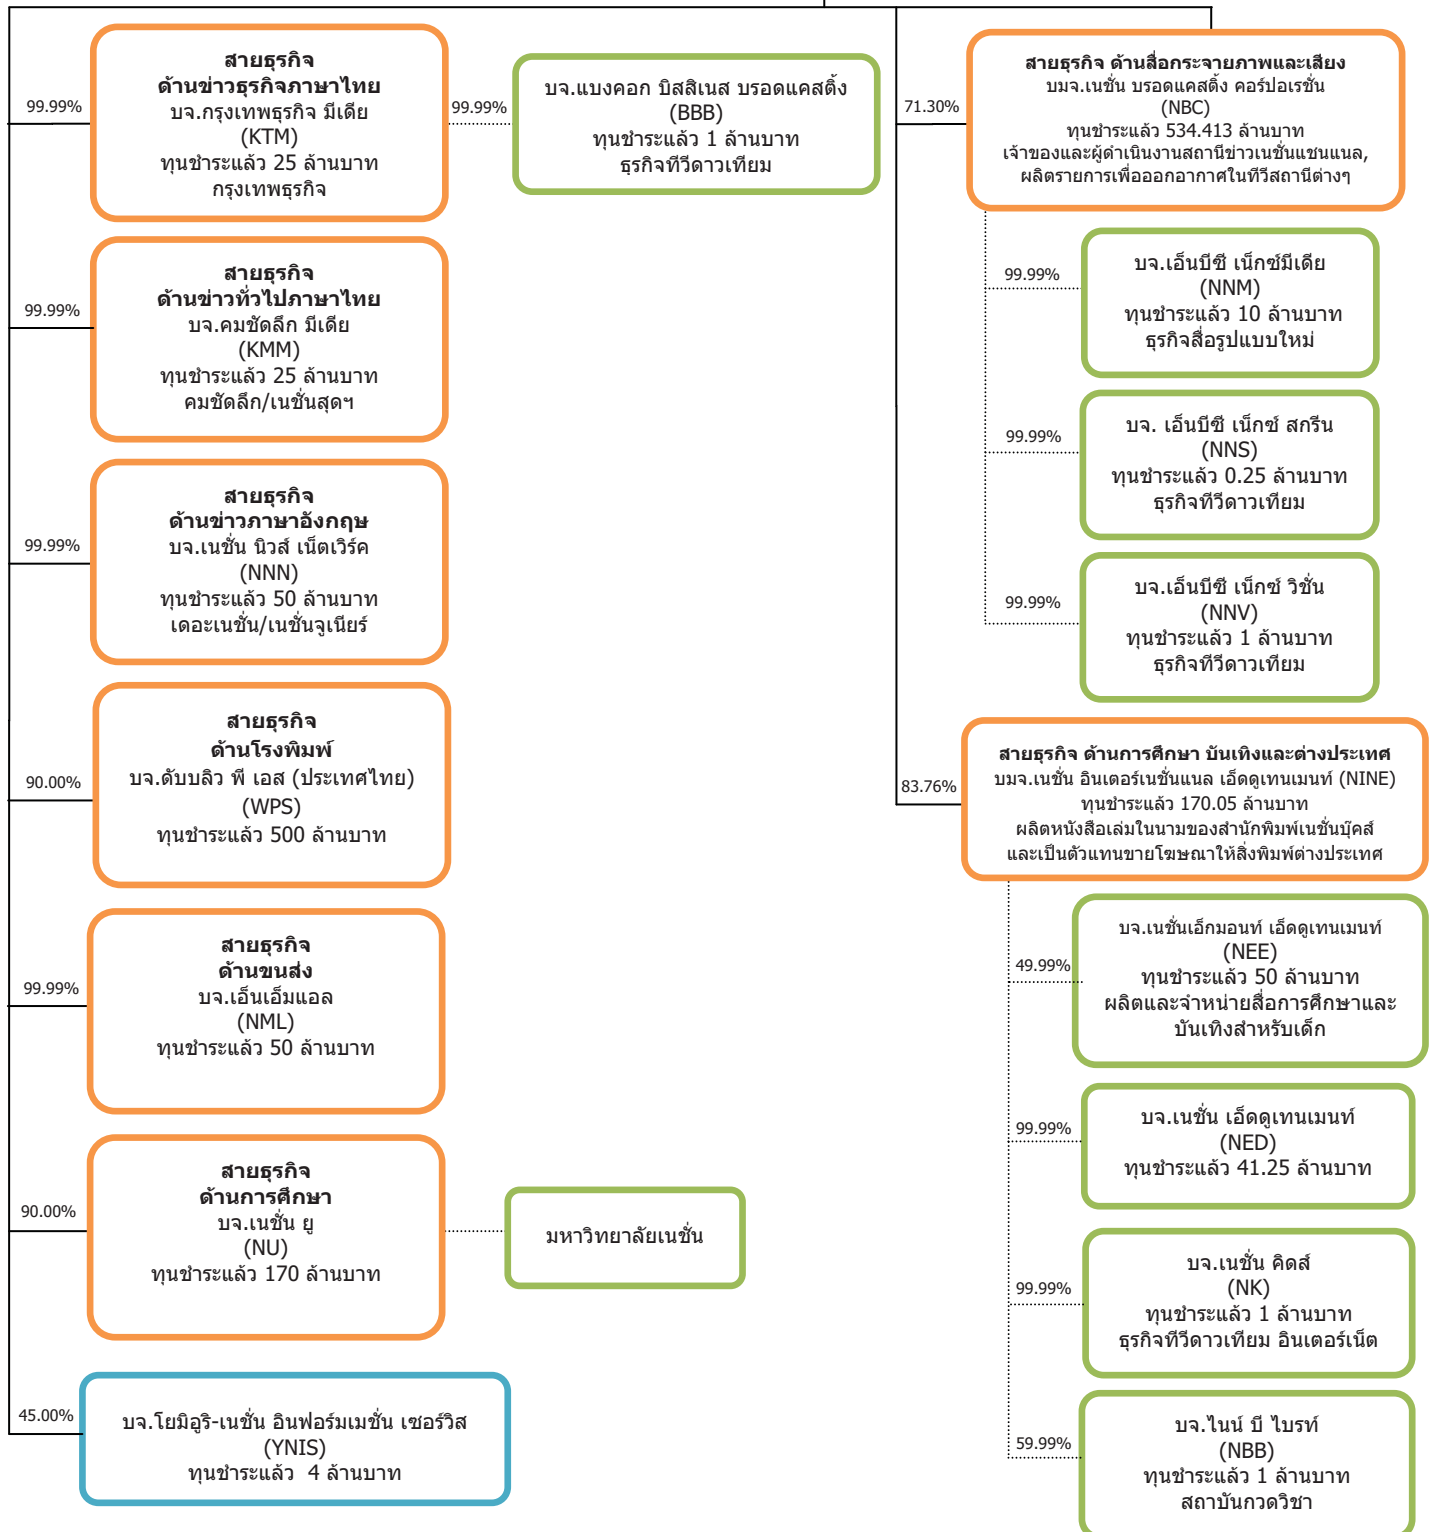 99.99%
สายธุรกิจ
ด้านข่าวธุรกิจภาษาไทย
บจ.กรุงเทพธุรกิจ มีเดีย
(KTM)
ทุนชำระแล้ว 25 ล้านบาท
กรุงเทพธุรกิจ
99.99%
บจ.แบงคอก บิสสิเนส บรอดแคสติ้ง
(BBB)
ทุนชำระแล้ว 1 ล้านบาท
ธุรกิจทีวีดาวเทียม
99.99%
สายธุรกิจ
ด้านข่าวทั่วไปภาษาไทย
บจ.คมชัดลึก มีเดีย
(KMM)
ทุนชำระแล้ว 25 ล้านบาท
คมชัดลึก/เนชั่นสุดฯ
99.99%
สายธุรกิจ
ด้านข่าวภาษาอังกฤษ
บจ.เนชั่น นิวส์ เน็ตเวิร์ค
(NNN)
ทุนชำระแล้ว 50 ล้านบาท
เดอะเนชั่น/เนชั่นจูเนียร์
90.00%
สายธุรกิจ
ด้านโรงพิมพ์
บจ.ดับบลิว พี เอส (ประเทศไทย)
(WPS)
ทุนชำระแล้ว 500 ล้านบาท
99.99%
สายธุรกิจ
ด้านขนส่ง
บจ.เอ็นเอ็มแอล
(NML)
ทุนชำระแล้ว 50 ล้านบาท
90.00%
สายธุรกิจ
ด้านการศึกษา
บจ.เนชั่น ยู
(NU)
ทุนชำระแล้ว 170 ล้านบาท
มหาวิทยาลัยเนชั่น
45.00%
บจ.โยมิอูริ-เนชั่น อินฟอร์มเมชั่น เซอร์วิส
(YNIS)
ทุนชำระแล้ว 4 ล้านบาท
71.30%
สายธุรกิจ ด้านสื่อกระจายภาพและเสียง
บมจ.เนชั่น บรอดแคสติ้ง คอร์ปอเรชั่น
(NBC)
ทุนชำระแล้ว 534.413 ล้านบาท
เจ้าของและผู้ดำเนินงานสถานีข่าวเนชั่นแชนแนล,
ผลิตรายการเพื่อออกอากาศในทีวีสถานีต่างๆ
99.99%
บจ.เอ็นบีซี เน็กซ์มีเดีย
(NNM)
ทุนชำระแล้ว 10 ล้านบาท
ธุรกิจสื่อรูปแบบใหม่
99.99%
บจ. เอ็นบีซี เน็กซ์ สกรีน
(NNS)
ทุนชำระแล้ว 0.25 ล้านบาท
ธุรกิจทีวีดาวเทียม
99.99%
บจ.เอ็นบีซี เน็กซ์ วิชั่น
(NNV)
ทุนชำระแล้ว 1 ล้านบาท
ธุรกิจทีวีดาวเทียม
83.76%
สายธุรกิจ ด้านการศึกษา บันเทิงและต่างประเทศ
บมจ.เนชั่น อินเตอร์เนชั่นแนล เอ็ดดูเทนเมนท์ (NINE)
ทุนชำระแล้ว 170.05 ล้านบาท
ผลิตหนังสือเล่มในนามของสำนักพิมพ์เนชั่นบุ๊คส์
และเป็นตัวแทนขายโฆษณาให้สิ่งพิมพ์ต่างประเทศ
49.99%
บจ.เนชั่นเอ็กมอนท์ เอ็ดดูเทนเมนท์
(NEE)
ทุนชำระแล้ว 50 ล้านบาท
ผลิตและจำหน่ายสื่อการศึกษาและ
บันเทิงสำหรับเด็ก
99.99%
บจ.เนชั่น เอ็ดดูเทนเมนท์
(NED)
ทุนชำระแล้ว 41.25 ล้านบาท
99.99%
บจ.เนชั่น คิดส์
(NK)
ทุนชำระแล้ว 1 ล้านบาท
ธุรกิจทีวีดาวเทียม อินเตอร์เน็ต
59.99%
บจ.ไนน์ บี ไบรท์
(NBB)
ทุนชำระแล้ว 1 ล้านบาท
สถาบันกวดวิชา